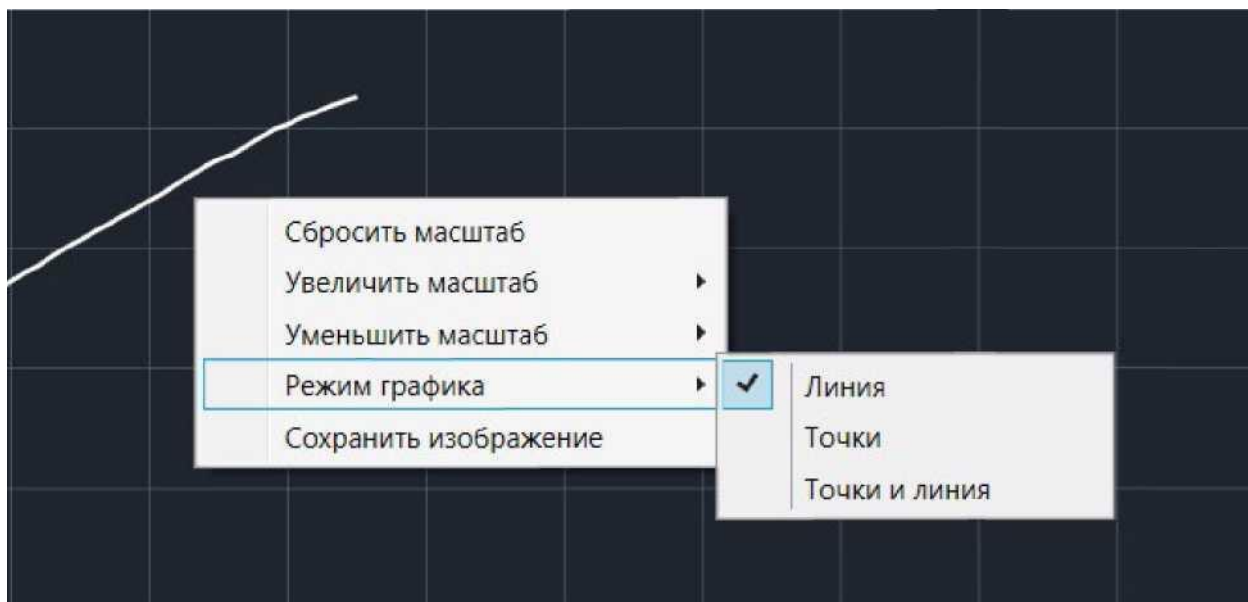 Сбросить масштаб
Увеличить масштаб
Уменьшить масштаб
Режим графика
Сохранить изображение
Линия
Точки
Точки и линия